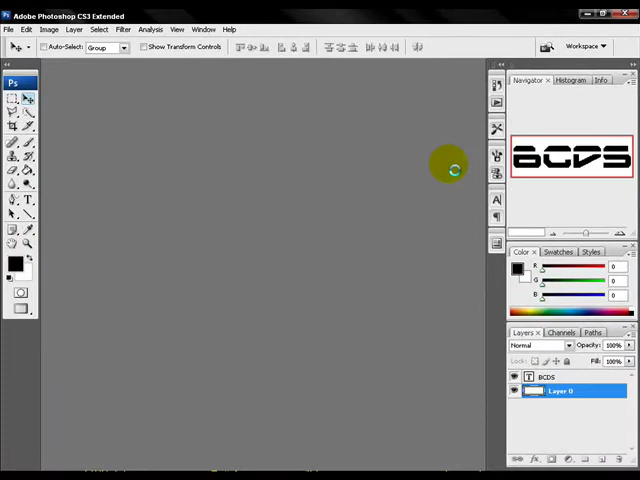 Adobe Photoshop CS3 Extended
File Edit Image Layer Select Filter Analysis View Window Help
Auto-Select: Group Show Transform Controls Workspace
Ps
Navigator Histogram Info
BCDS
Color Swatches Styles
R 0
G 0
B 0
Layers Channels Paths
Normal Opacity: 100%
Lock: Fill: 100%
T BCDS
Layer 0